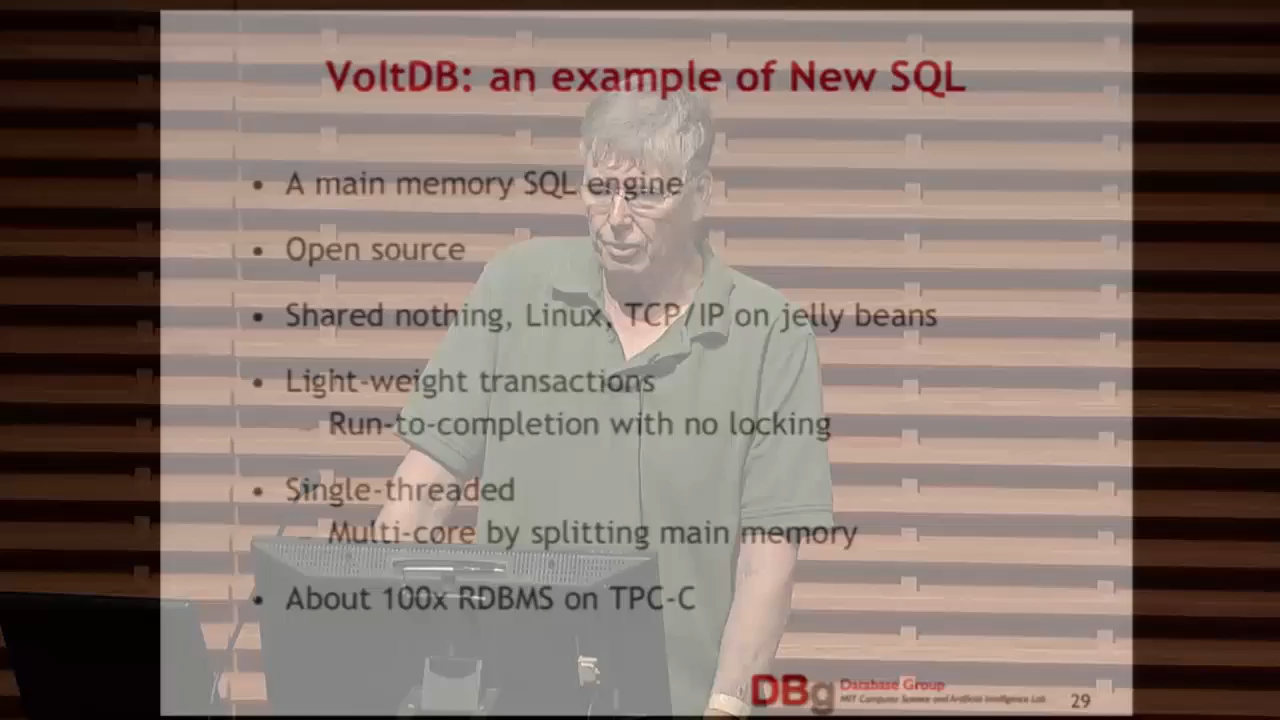 VoltDB: an example of New SQL
• A main memory SQL engine
• Open source
• Shared nothing, Linux, TCP/IP on jelly beans
• Light-weight transactions
Run-to-completion with no locking
• Single-threaded
– Multi-core by splitting main memory
• About 100x RDBMS on TPC-C
DBg Database Group
MIT Computer Science and Artificial Intelligence Lab
29